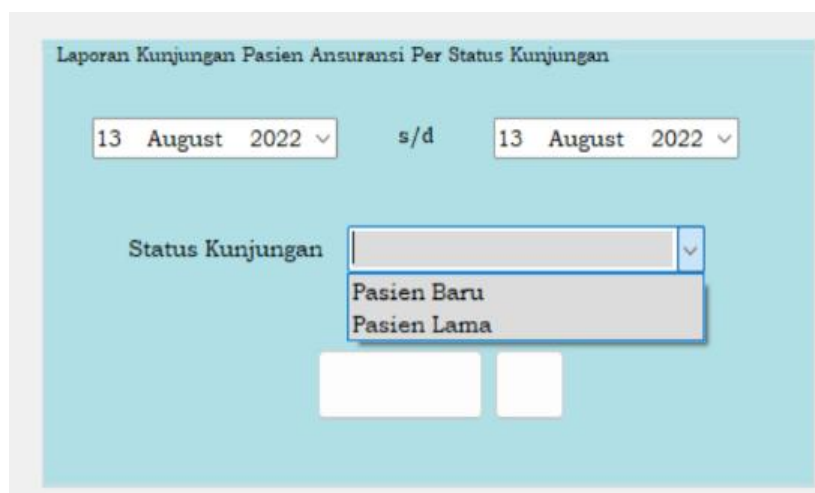 Laporan Kunjungan Pasien Ansuransi Per Status Kunjungan
13 August 2022 s/d 13 August 2022
Status Kunjungan
Pasien Baru
Pasien Lama